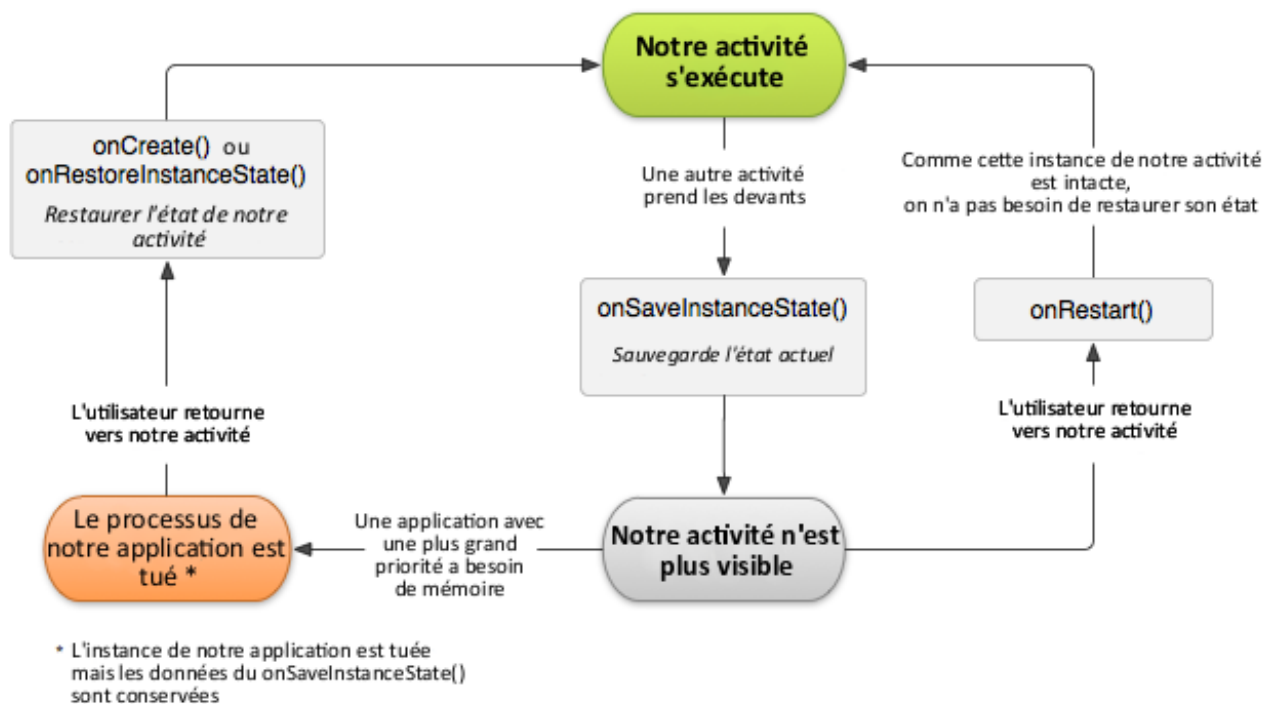 Notre activité
s'exécute
onCreate() ou
onRestoreInstanceState()
Restaurer l'état de notre
activité
Une autre activité
prend les devants
Comme cette instance de notre activité
est intacte,
on n'a pas besoin de restaurer son état
onSaveInstanceState()
Sauvegarde l'état actuel
onRestart()
L'utilisateur retourne
vers notre activité
L'utilisateur retourne
vers notre activité
Le processus de
notre application est
tué *
Une application avec
une plus grand
priorité a besoin
de mémoire
Notre activité n'est
plus visible
* L'instance de notre application est tuée
mais les données du onSaveInstanceState()
sont conservées